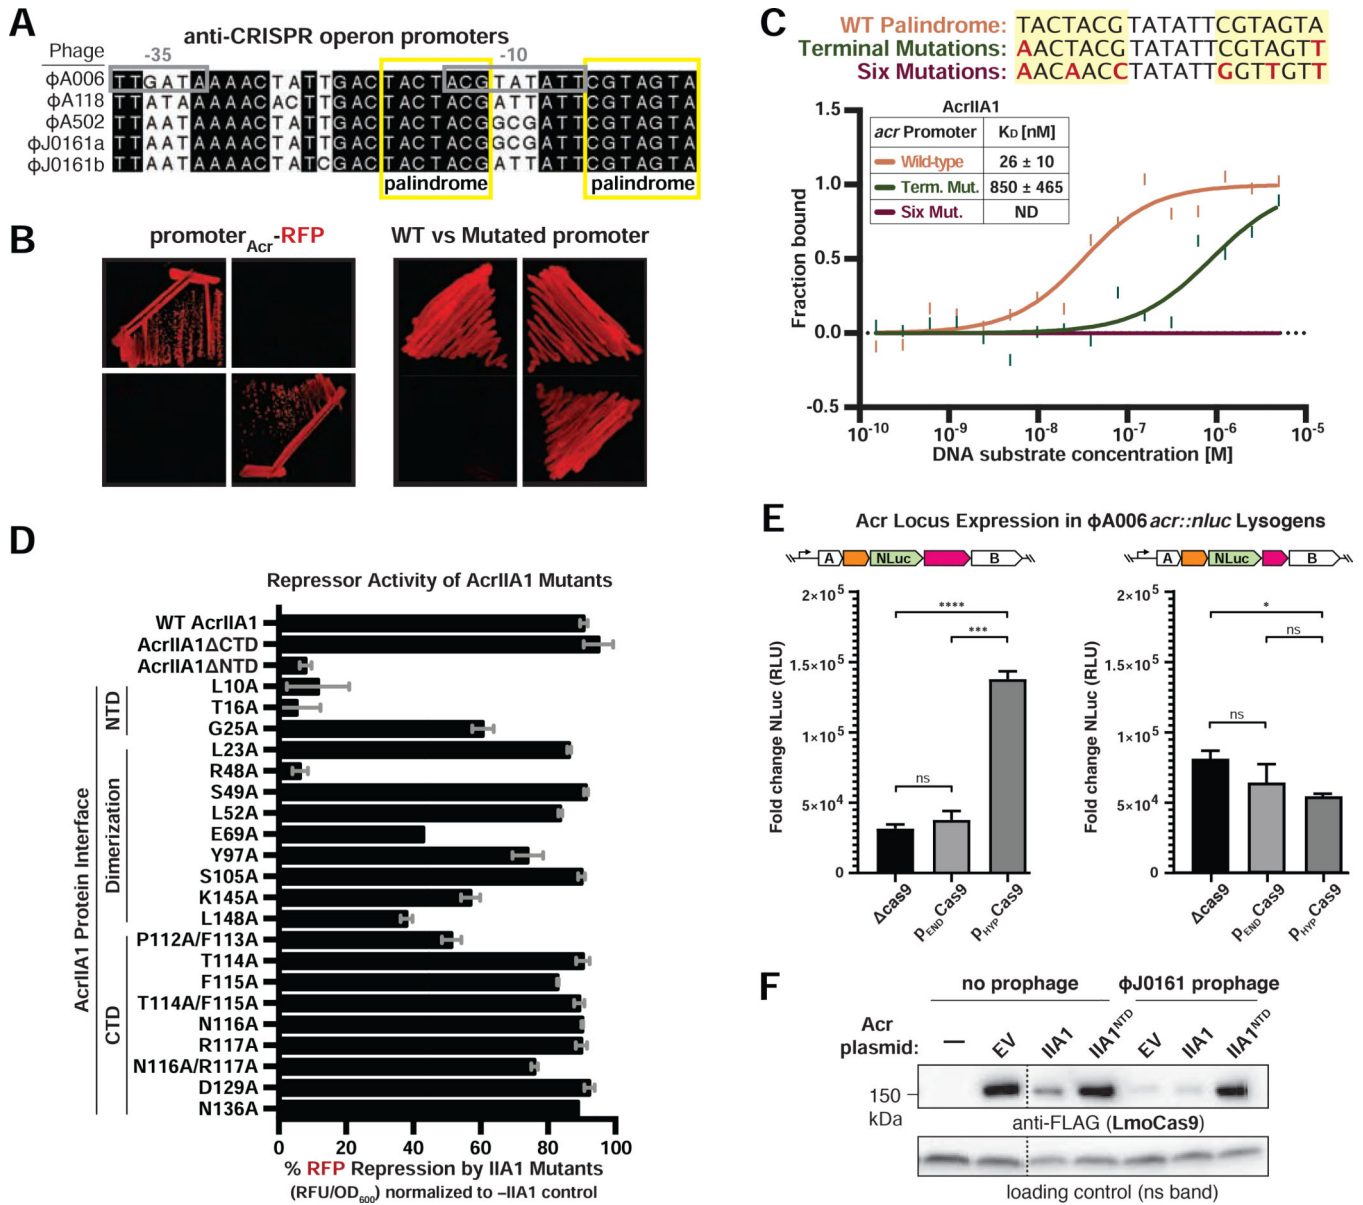 A
anti-CRISPR operon promoters
Phage
-35
-10
ϕA006 TTGATAAAAACTATTGACTACTACGTATATTCGTAGTA
ϕA118 TTATAAAAACACTTGACTACTACGATTATTCGTAGTA
ϕA502 TTAATAAAAACTATTGACTACTACGGCGATTCGTAGTA
ϕJ0161a TTAATAAAAACTATTGACTACTACGGCGATTCGTAGTA
ϕJ0161b TTAATAAAAACTATCGACTACTACGATTATTCGTAGTA
palindrome
palindrome
B
promoterAcr-RFP
WT vs Mutated promoter
C
WT Palindrome: TACTACGTATATTCGTAGTA
Terminal Mutations: AACTACGTATATTCGTAGTT
Six Mutations: AACAACCTATATTGGTTGTT
AcrIIA1
acr Promoter KD [nM]
Wild-type 26 ± 10
Term. Mut. 850 ± 465
Six Mut. ND
Fraction bound
1.5
1.0
0.5
0.0
-0.5
10-10 10-9 10-8 10-7 10-6 10-5
DNA substrate concentration [M]
D
Repressor Activity of AcrIIA1 Mutants
AcrIIA1 Protein Interface
NTD
Dimerization
CTD
WT AcrIIA1
AcrIIA1ΔCTD
AcrIIA1ΔNTD
L10A
T16A
G25A
L23A
R48A
S49A
L52A
E69A
Y97A
S105A
K145A
L148A
P112A/F113A
T114A
F115A
T114A/F115A
N116A
R117A
N116A/R117A
D129A
N136A
0 20 40 60 80 100
% RFP Repression by IIA1 Mutants
(RFU/OD600) normalized to –IIA1 control
E
Acr Locus Expression in ϕA006acr::nluc Lysogens
A NLuc B
A NLuc B
Fold change NLuc (RLU)
2×10⁵
1.5×10⁵
1×10⁵
5×10⁴
0
****
***
ns
Δcas9 pENDCas9 pHYPCas9
Fold change NLuc (RLU)
2×10⁵
1.5×10⁵
1×10⁵
5×10⁴
0
*
ns
ns
Δcas9 pENDCas9 pHYPCas9
F
no prophage ϕJ0161 prophage
Acr plasmid: — EV IIA1 IIA1NTD EV IIA1 IIA1NTD
150
kDa
anti-FLAG (LmoCas9)
loading control (ns band)